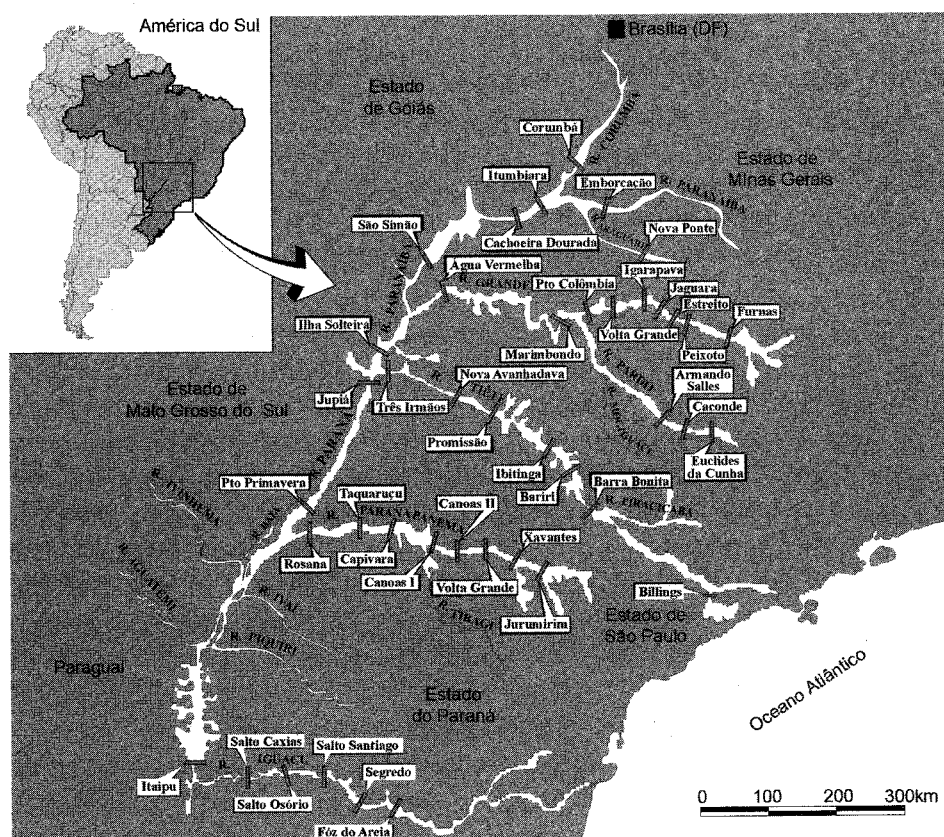 América do Sul
Brasília (DF)
Estado
de Goiás
R. CORUMBÁ
Corumbá
Estado de
Minas Gerais
Itumbiara
Emborcação
R. PARANAIBA
São Simão
Cachoeira Dourada
Nova Ponte
Água Vermelha
R. GRANDE
Pto Colômbia
Igarapava
Jaguara
Estreito
Furnas
Ilha Solteira
Marimbondo
Volta Grande
Peixoto
Nova Avanhadava
R. PARDO
Armando
Salles
Estado de
Mato Grosso do Sul
Jupiá
Três Irmãos
R. TIETÊ
Caconde
Promissão
Euclides
da Cunha
R. PARANÁ
Ibitinga
Bariri
Pto Primavera
Taquaruçu
Canoas II
Barra Bonita
R. PIRACICABA
R. PARANAPANEMA
Rosana
Capivara
Canoas I
Volta Grande
Xavantes
R. IVAÍ
Jurumirim
Billings
Estado de
São Paulo
R. PIQUIRI
Paraguai
Estado
do Paraná
Oceano Atlântico
Salto Caxias
Salto Santiago
R. IGUAÇU
Itaipu
Segredo
Salto Osório
Fóz do Areia
0 100 200 300km